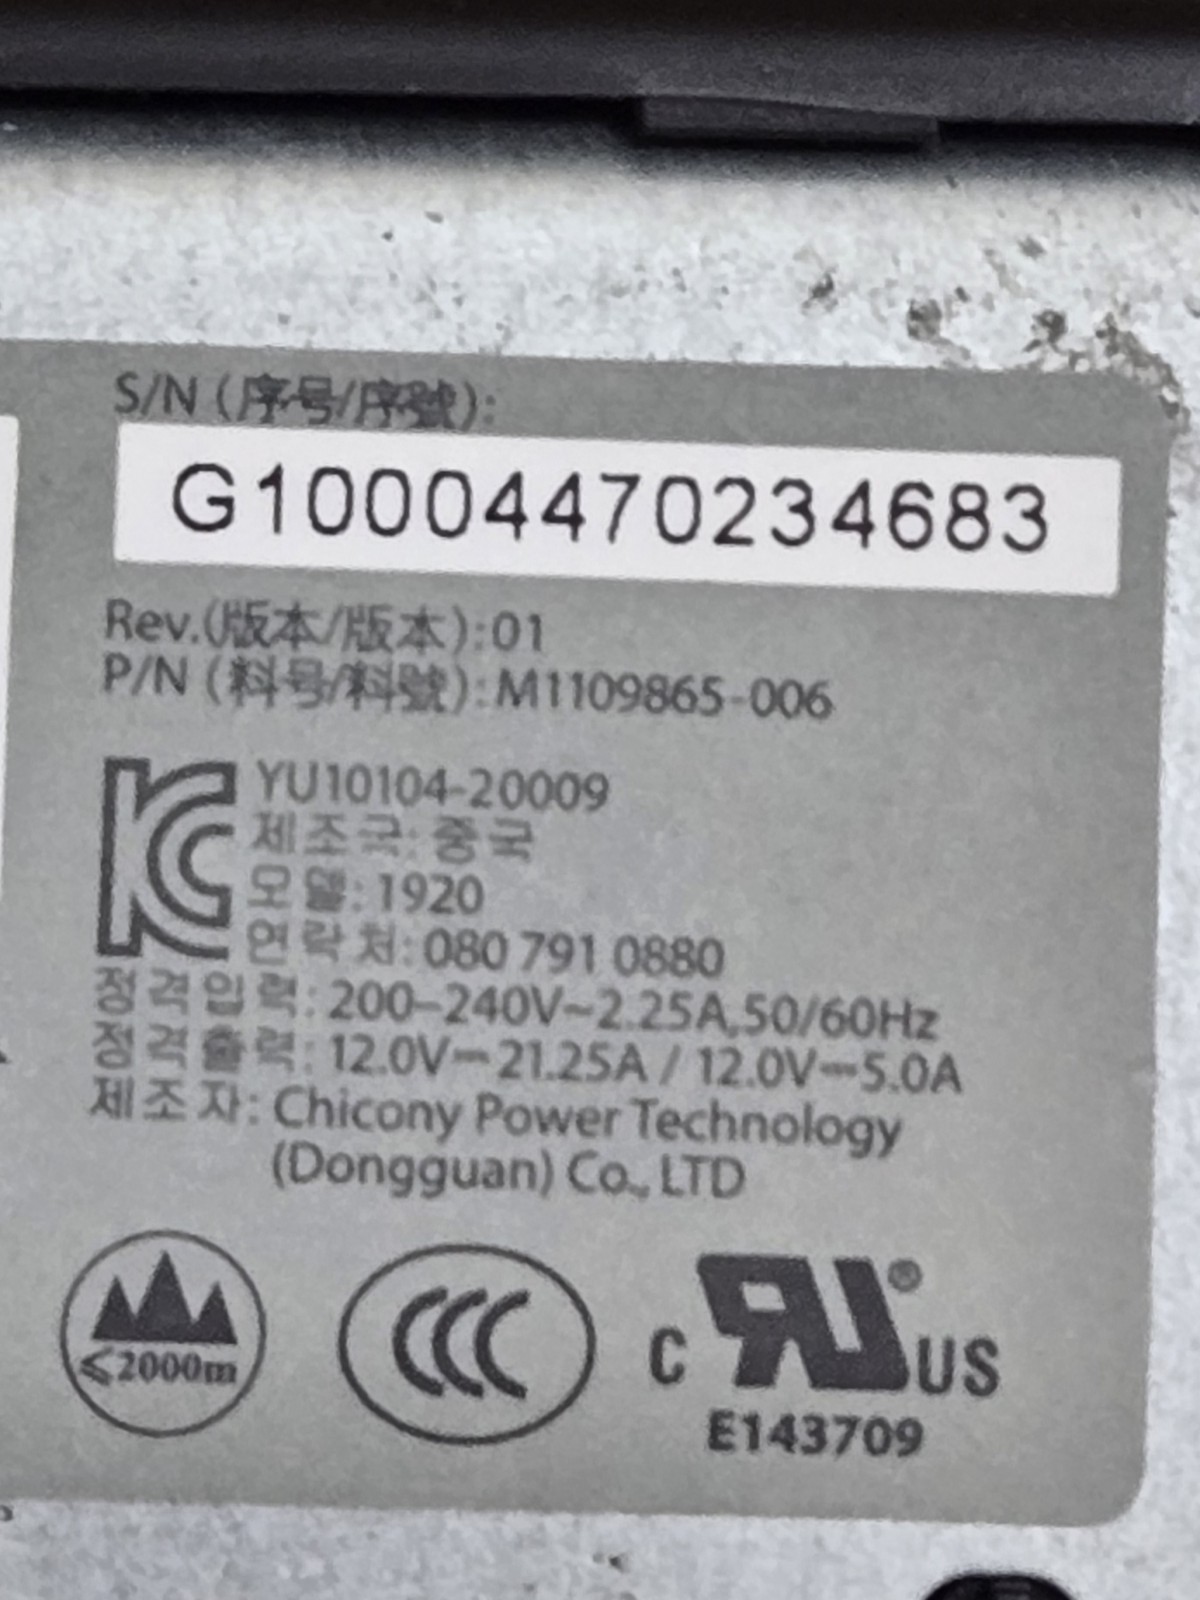 S/N (序号/序號):
G10004470234683
Rev.(版本/版本):01
P/N (料号/料號):M1109865-006
YU10104-20009
제조국: 중국
모델: 1920
연락처: 080 791 0880
정격입력: 200-240V~2.25A,50/60Hz
정격출력: 12.0V⎓21.25A / 12.0V⎓5.0A
제조자: Chicony Power Technology
(Dongguan) Co., LTD
≤2000m
CCC
c RU® US
E143709